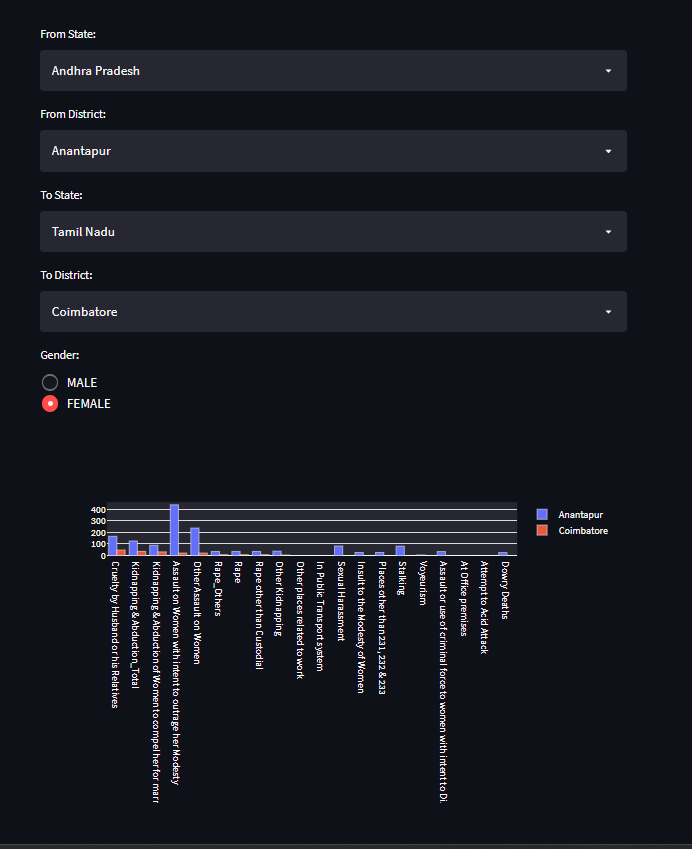 From State:
Andhra Pradesh
From District:
Anantapur
To State:
Tamil Nadu
To District:
Coimbatore
Gender:
MALE
FEMALE
400
300
200
100
0
Anantapur
Coimbatore
Cruelty by Husband or his Relatives
Kidnapping & Abduction_Total
Kidnapping & Abduction of Women to compel her for marr
Assault on Women with intent to outrage her Modesty
Other Assault on Women
Rape_Others
Rape
Rape other than Custodial
Other Kidnapping
Other places related to work
In Public Transport system
Sexual Harassment
Insult to the Modesty of Women
Places other than 231, 232 & 233
Stalking
Voyeurism
Assault or use of criminal force to women with intent to Di
At Office premises
Attempt to Acid Attack
Dowry Deaths